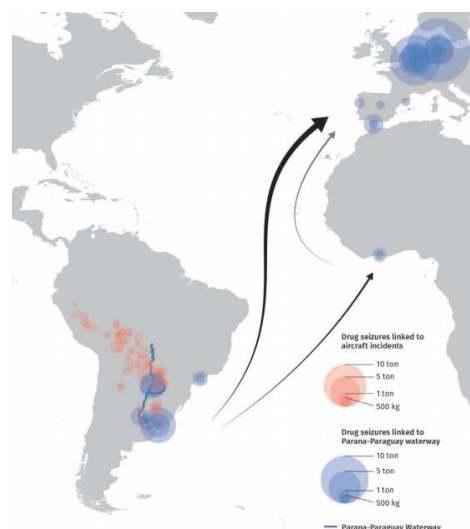 Drug seizures linked to
aircraft incidents
10 ton
5 ton
1 ton
500 kg
Drug seizures linked to
Parana-Paraguay waterway
10 ton
5 ton
1 ton
500 kg
Parana-Paraguay Waterway